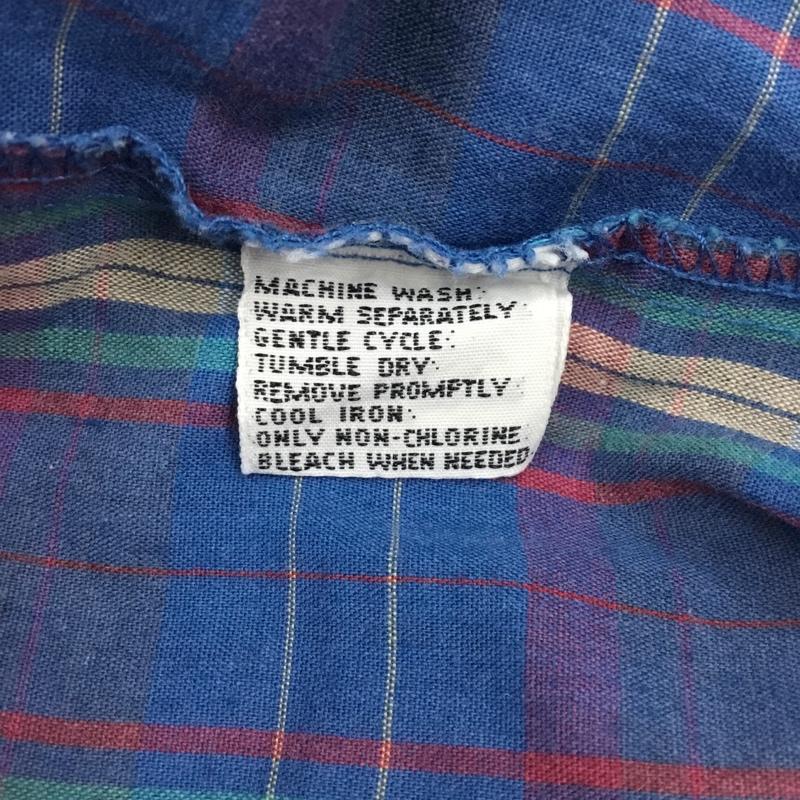 MACHINE WASH:
WARM SEPARATELY:
GENTLE CYCLE:
TUMBLE DRY:
REMOVE PROMPTLY:
COOL IRON:
ONLY NON-CHLORINE
BLEACH WHEN NEEDED